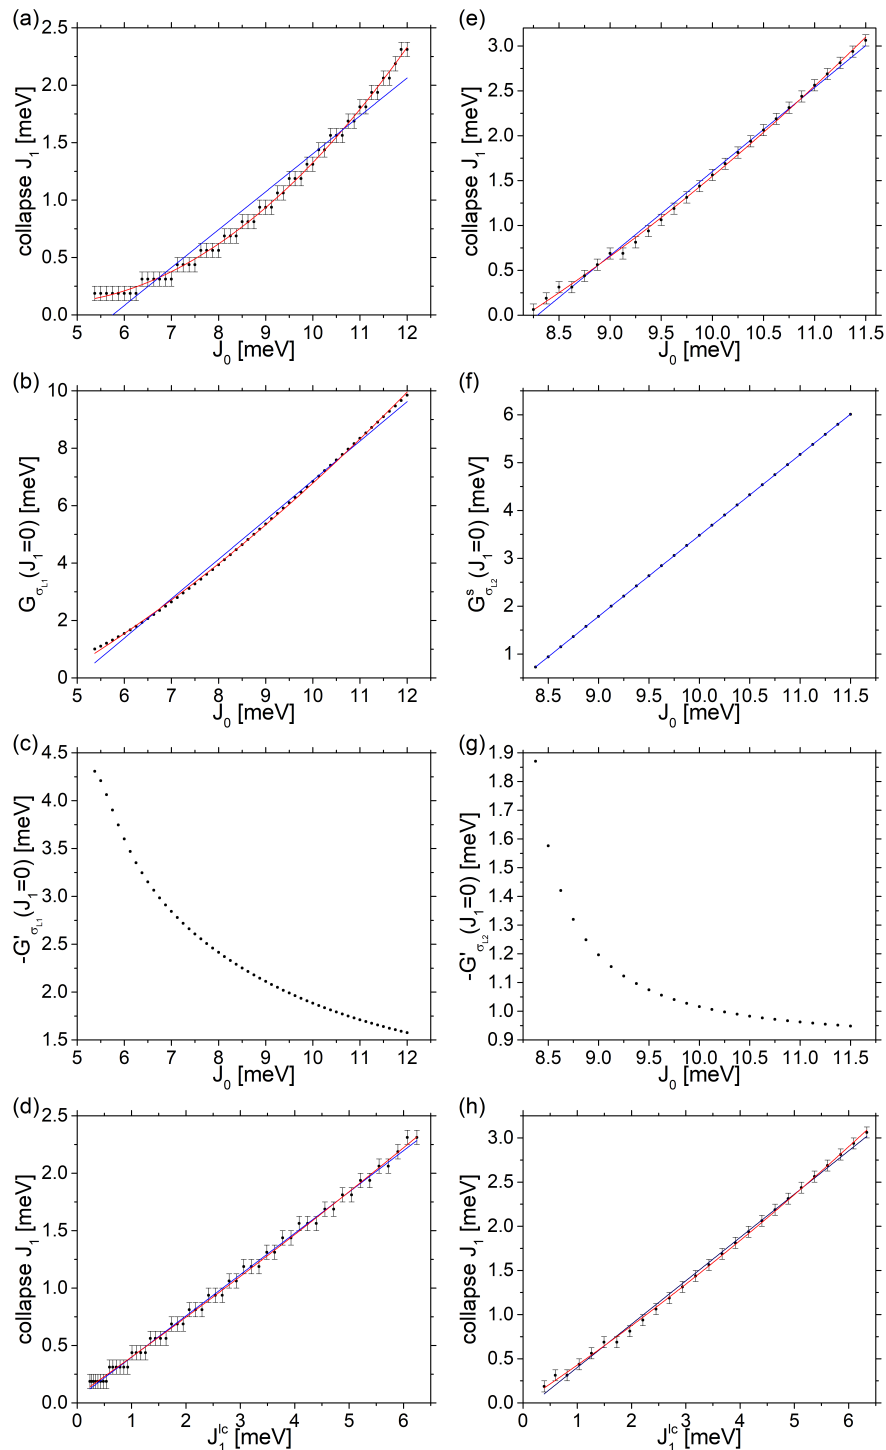 (a)
collapse J₁ [meV]
2.5
2.0
1.5
1.0
0.5
0.0
5 6 7 8 9 10 11 12
J₀ [meV]
(b)
G_σL1 (J₁=0) [meV]
10
8
6
4
2
0
5 6 7 8 9 10 11 12
J₀ [meV]
(c)
-G'_σL1 (J₁=0) [meV]
4.5
4.0
3.5
3.0
2.5
2.0
1.5
5 6 7 8 9 10 11 12
J₀ [meV]
(d)
collapse J₁ [meV]
2.5
2.0
1.5
1.0
0.5
0.0
0 1 2 3 4 5 6
J₁^lc [meV]
(e)
collapse J₁ [meV]
3.0
2.5
2.0
1.5
1.0
0.5
0.0
8.5 9.0 9.5 10.0 10.5 11.0 11.5
J₀ [meV]
(f)
G^s_σL2 (J₁=0) [meV]
6
5
4
3
2
1
8.5 9.0 9.5 10.0 10.5 11.0 11.5
J₀ [meV]
(g)
-G'_σL2 (J₁=0) [meV]
1.9
1.8
1.7
1.6
1.5
1.4
1.3
1.2
1.1
1.0
0.9
8.5 9.0 9.5 10.0 10.5 11.0 11.5
J₀ [meV]
(h)
collapse J₁ [meV]
3.0
2.5
2.0
1.5
1.0
0.5
0.0
0 1 2 3 4 5 6
J₁^lc [meV]